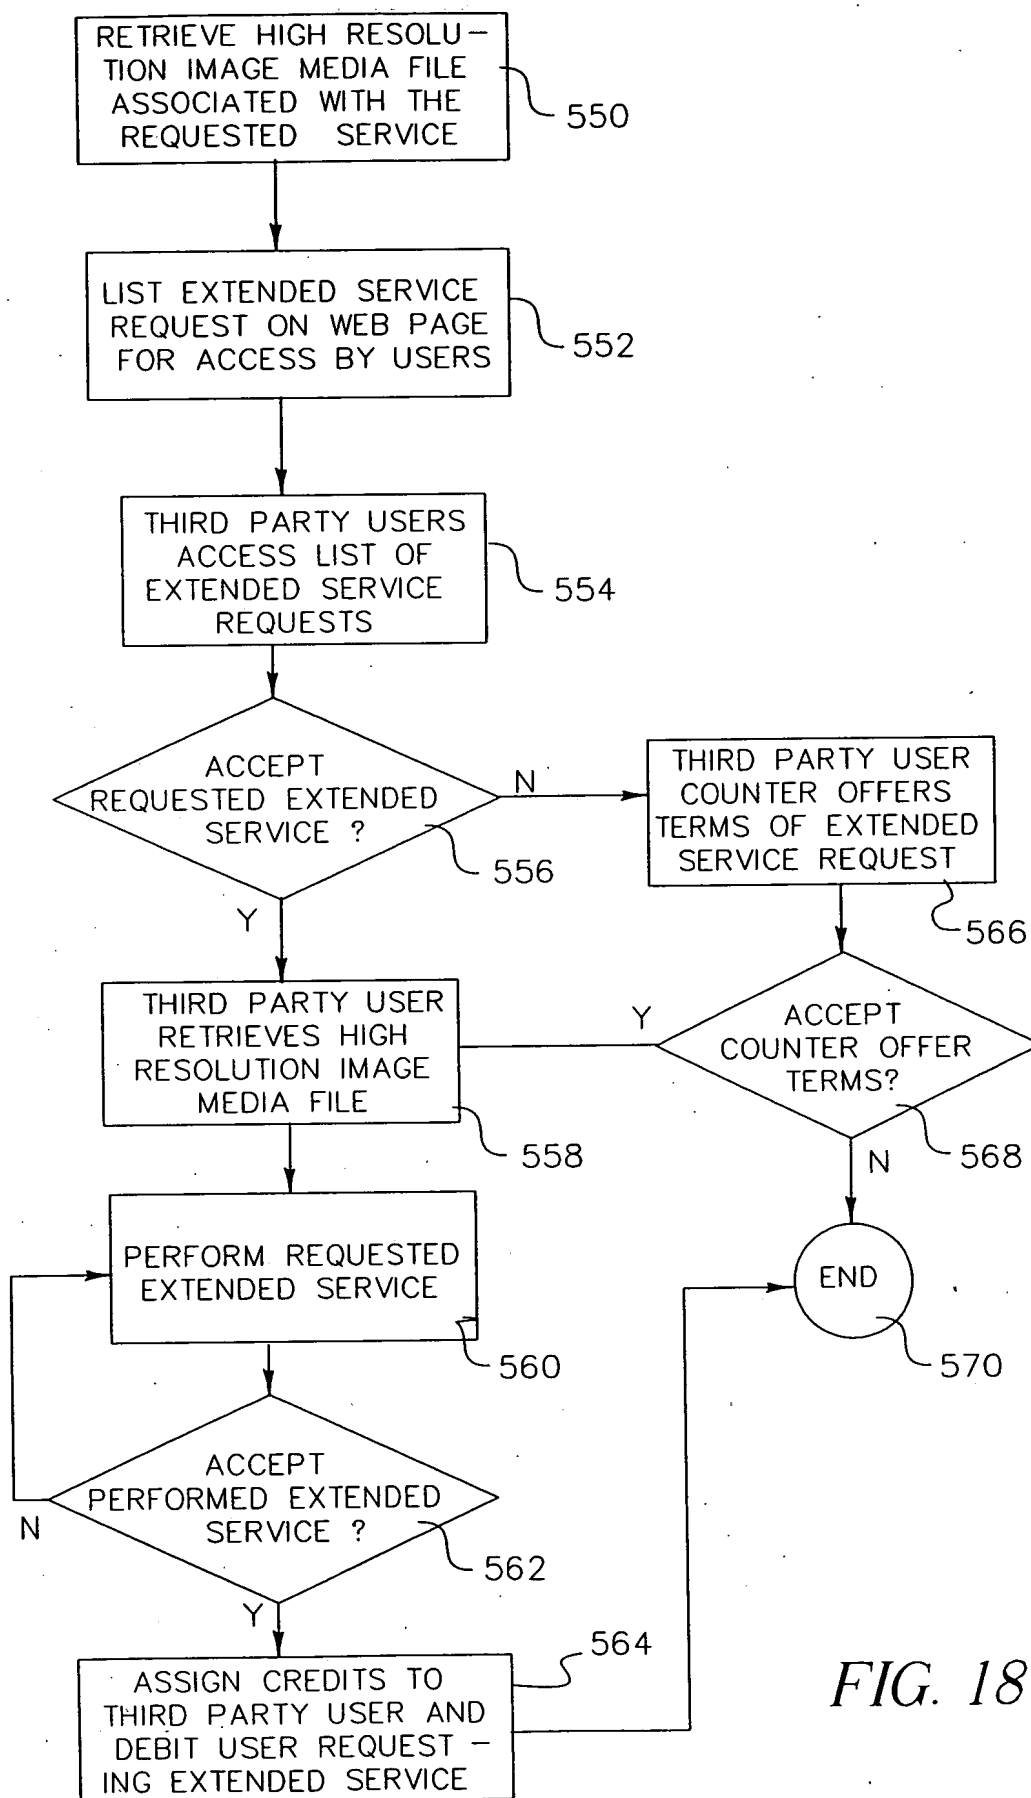 RETRIEVE HIGH RESOLU-
TION IMAGE MEDIA FILE
ASSOCIATED WITH THE
REQUESTED SERVICE
550
LIST EXTENDED SERVICE
REQUEST ON WEB PAGE
FOR ACCESS BY USERS
552
THIRD PARTY USERS
ACCESS LIST OF
EXTENDED SERVICE
REQUESTS
554
ACCEPT
REQUESTED EXTENDED
SERVICE ?
556
N
Y
THIRD PARTY USER
COUNTER OFFERS
TERMS OF EXTENDED
SERVICE REQUEST
566
ACCEPT
COUNTER OFFER
TERMS?
568
Y
N
THIRD PARTY USER
RETRIEVES HIGH
RESOLUTION IMAGE
MEDIA FILE
558
PERFORM REQUESTED
EXTENDED SERVICE
560
END
570
ACCEPT
PERFORMED EXTENDED
SERVICE ?
562
N
Y
ASSIGN CREDITS TO
THIRD PARTY USER AND
DEBIT USER REQUEST -
ING EXTENDED SERVICE
564
FIG. 18